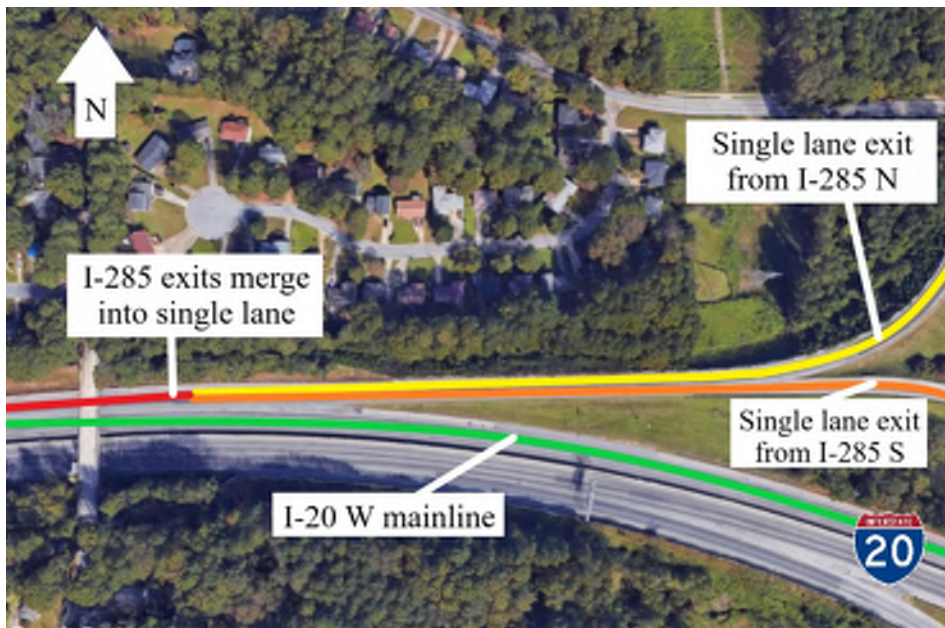 N
Single lane exit
from I-285 N
I-285 exits merge
into single lane
Single lane exit
from I-285 S
I-20 W mainline
INTERSTATE
20